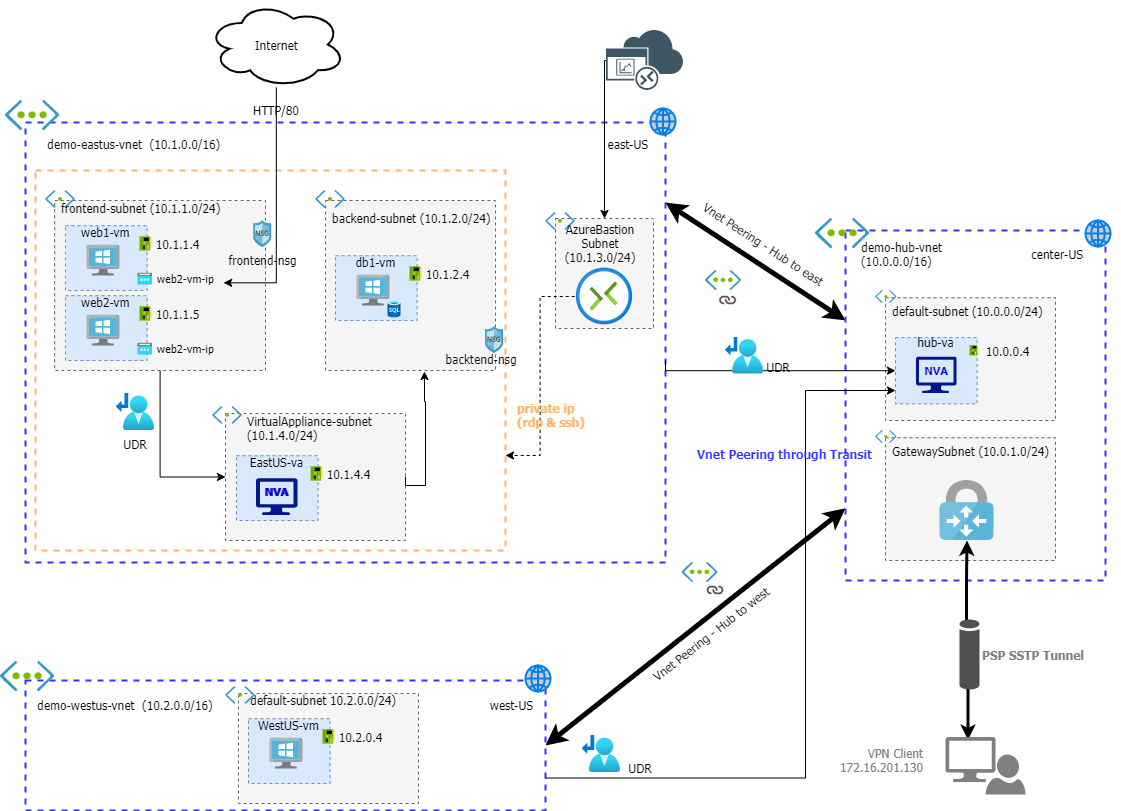 Internet
HTTP/80
demo-eastus-vnet (10.1.0.0/16)
east-US
frontend-subnet (10.1.1.0/24)
web1-vm
10.1.1.4
web2-vm-ip
NSG
frontend-nsg
web2-vm
10.1.1.5
web2-vm-ip
backend-subnet (10.1.2.0/24)
db1-vm
10.1.2.4
SQL
NSG
backtend-nsg
AzureBastion
Subnet
(10.1.3.0/24)
private ip
(rdp & ssh)
UDR
VirtualAppliance-subnet
(10.1.4.0/24)
EastUS-va
NVA
10.1.4.4
Vnet Peering - Hub to east
UDR
Vnet Peering through Transit
demo-hub-vnet
(10.0.0.0/16)
center-US
default-subnet (10.0.0.0/24)
hub-va
NVA
10.0.0.4
GatewaySubnet (10.0.1.0/24)
Vnet Peering - Hub to west
PSP SSTP Tunnel
VPN Client
172.16.201.130
demo-westus-vnet (10.2.0.0/16)
west-US
default-subnet 10.2.0.0/24)
WestUS-vm
10.2.0.4
UDR